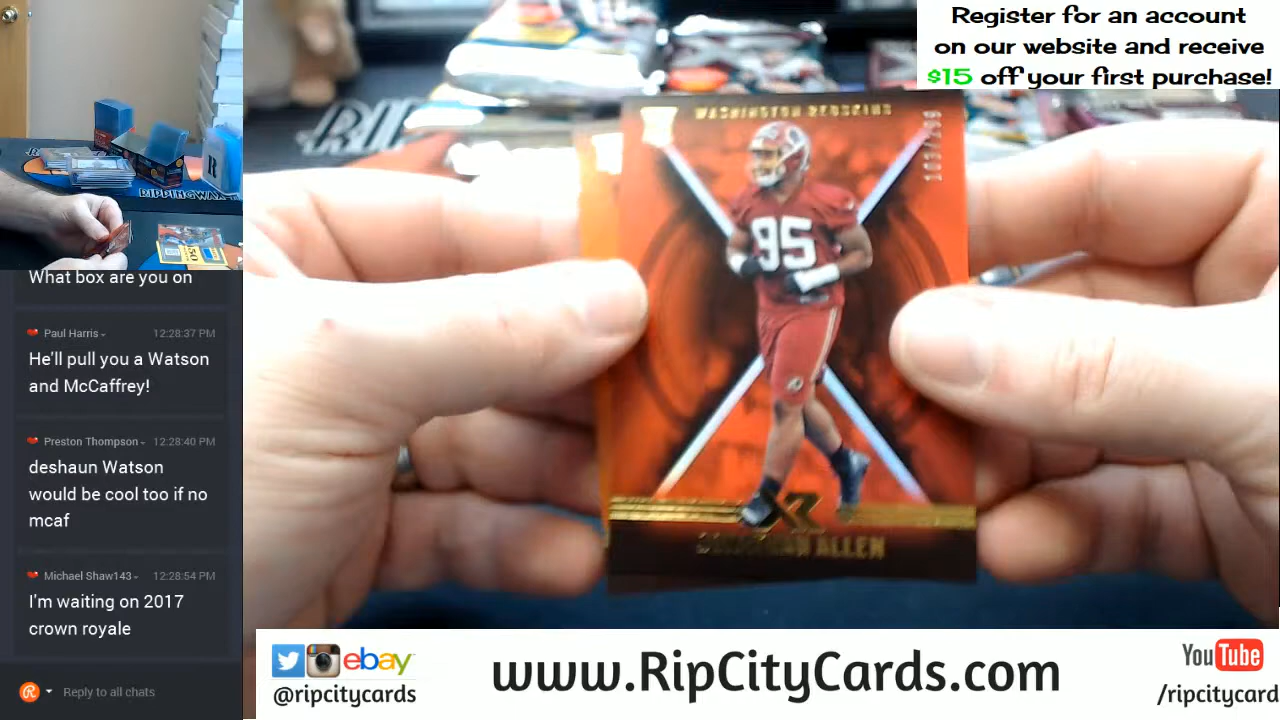 Register for an account
on our website and receive
$15 off your first purchase!
RIPPINGWAX
What box are you on
Paul Harris
12:28:37 PM
He'll pull you a Watson
and McCaffrey!
Preston Thompson
12:28:40 PM
deshaun Watson
would be cool too if no
mcaf
Michael Shaw143
12:28:54 PM
I'm waiting on 2017
crown royale
Reply to all chats
WASHINGTON REDSKINS
95
ALLEN
ebay
@ripcitycards
www.RipCityCards.com
YouTube
/ripcitycard